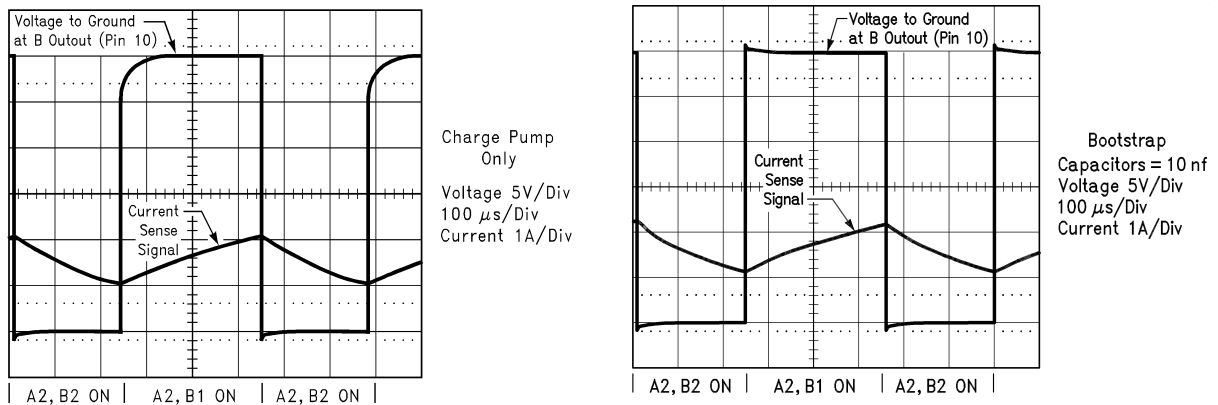 Voltage to Ground
at B Outout (Pin 10)
Current
Sense
Signal
Charge Pump
Only
Voltage 5V/Div
100 μs/Div
Current 1A/Div
A2, B2 ON
A2, B1 ON
A2, B2 ON
Voltage to Ground
at B Outout (Pin 10)
Current
Sense
Signal
Bootstrap
Capacitors = 10 nf
Voltage 5V/Div
100 μs/Div
Current 1A/Div
A2, B2 ON
A2, B1 ON
A2, B2 ON